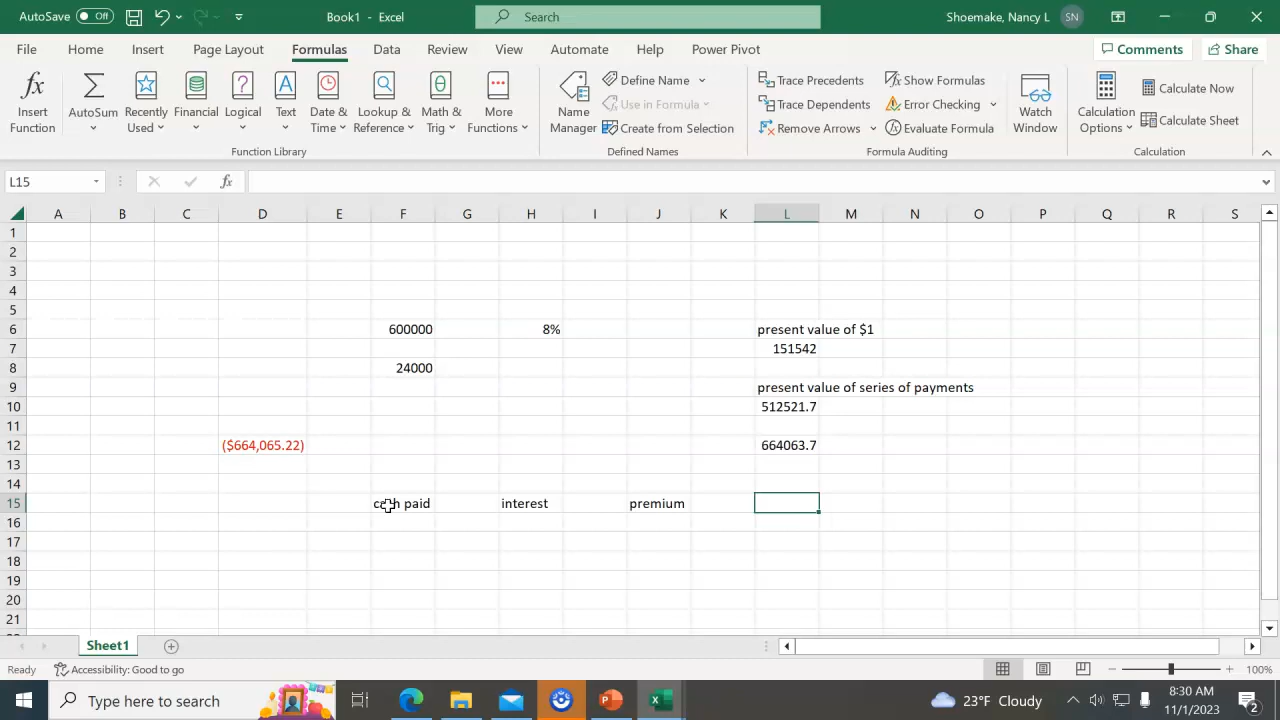 AutoSave Off Book1 - Excel Search Shoemake, Nancy L SN
File Home Insert Page Layout Formulas Data Review View Automate Help Power Pivot Comments Share
fx Insert Function
Σ AutoSum
Recently Used
Financial
? Logical
A Text
Date & Time
Lookup & Reference
θ Math & Trig
More Functions
Function Library
Name Manager
Define Name
Use in Formula
Create from Selection
Defined Names
Trace Precedents
Trace Dependents
Remove Arrows
Show Formulas
Error Checking
Evaluate Formula
Watch Window
Formula Auditing
Calculation Options
Calculate Now
Calculate Sheet
Calculation
L15 fx
A B C D E F G H I J K L M N O P Q R S
1
2
3
4
5
6 600000 8% present value of $1
7 151542
8 24000
9 present value of series of payments
10 512521.7
11
12 ($664,065.22) 664063.7
13
14
15 cash paid interest premium
16
17
18
19
20
21
Sheet1
Ready Accessibility: Good to go 100%
Type here to search 23°F Cloudy 8:30 AM
11/1/2023 2